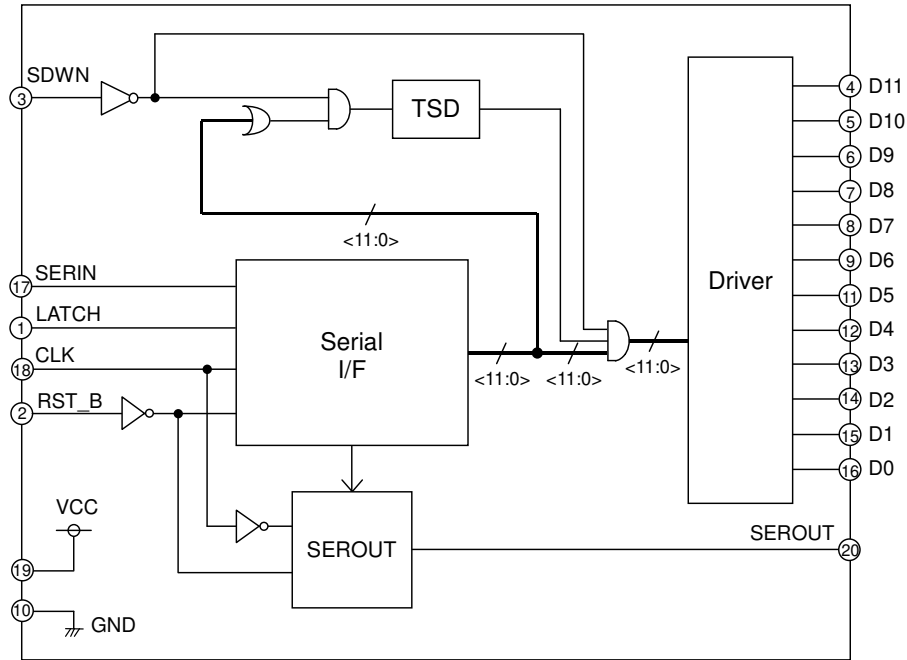 SDWN
3
TSD
4 D11
5 D10
6 D9
7 D8
8 D7
9 D6
11 D5
12 D4
13 D3
14 D2
15 D1
16 D0
Driver
<11:0>
17 SERIN
1 LATCH
18 CLK
2 RST_B
Serial
I/F
<11:0>
<11:0>
<11:0>
VCC
19
10 GND
SEROUT
SEROUT
20